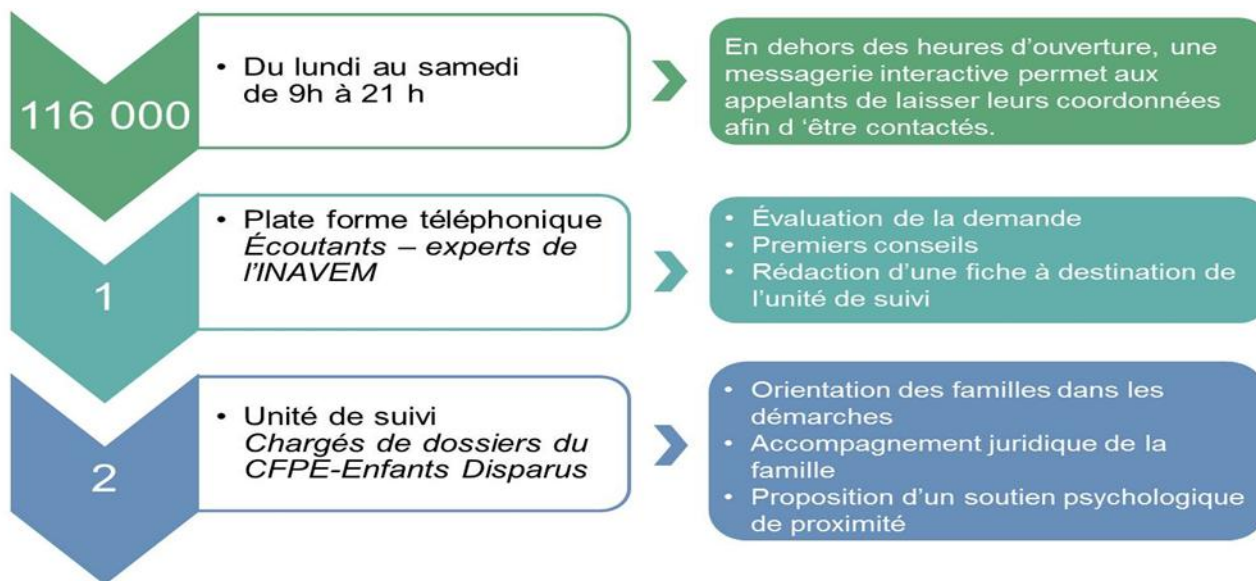 116 000
• Du lundi au samedi
de 9h à 21 h
En dehors des heures d'ouverture, une
messagerie interactive permet aux
appelants de laisser leurs coordonnées
afin d 'être contactés.
1
• Plate forme téléphonique
Écoutants – experts de
l'INAVEM
• Évaluation de la demande
• Premiers conseils
• Rédaction d'une fiche à destination de
l'unité de suivi
2
• Unité de suivi
Chargés de dossiers du
CFPE-Enfants Disparus
• Orientation des familles dans les
démarches
• Accompagnement juridique de la
famille
• Proposition d'un soutien psychologique
de proximité